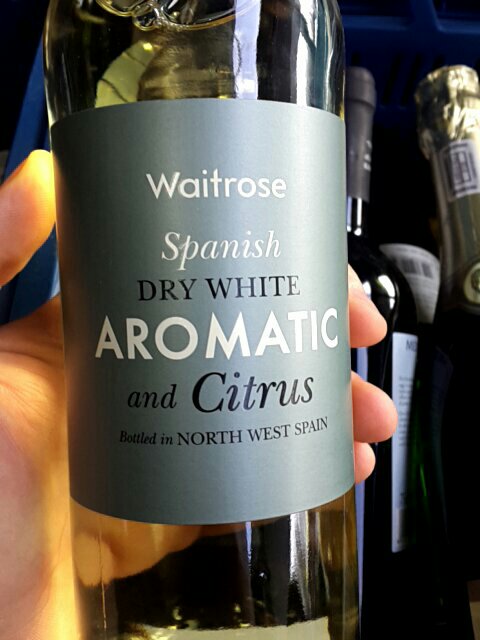 Waitrose
Spanish
DRY WHITE
AROMATIC
and Citrus
Bottled in NORTH WEST SPAIN